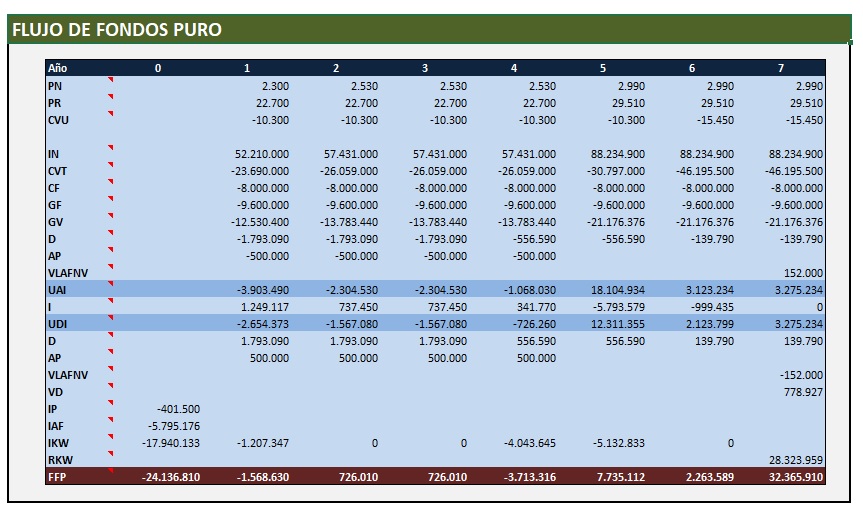 FLUJO DE FONDOS PURO
Año 0 1 2 3 4 5 6 7
PN 2.300 2.530 2.530 2.530 2.990 2.990 2.990
PR 22.700 22.700 22.700 22.700 29.510 29.510 29.510
CVU -10.300 -10.300 -10.300 -10.300 -10.300 -15.450 -15.450
IN 52.210.000 57.431.000 57.431.000 57.431.000 88.234.900 88.234.900 88.234.900
CVT -23.690.000 -26.059.000 -26.059.000 -26.059.000 -30.797.000 -46.195.500 -46.195.500
CF -8.000.000 -8.000.000 -8.000.000 -8.000.000 -8.000.000 -8.000.000 -8.000.000
GF -9.600.000 -9.600.000 -9.600.000 -9.600.000 -9.600.000 -9.600.000 -9.600.000
GV -12.530.400 -13.783.440 -13.783.440 -13.783.440 -21.176.376 -21.176.376 -21.176.376
D -1.793.090 -1.793.090 -1.793.090 -556.590 -556.590 -139.790 -139.790
AP -500.000 -500.000 -500.000 -500.000
VLAFNV 152.000
UAI -3.903.490 -2.304.530 -2.304.530 -1.068.030 18.104.934 3.123.234 3.275.234
I 1.249.117 737.450 737.450 341.770 -5.793.579 -999.435 0
UDI -2.654.373 -1.567.080 -1.567.080 -726.260 12.311.355 2.123.799 3.275.234
D 1.793.090 1.793.090 1.793.090 556.590 556.590 139.790 139.790
AP 500.000 500.000 500.000 500.000
VLAFNV -152.000
VD 778.927
IP -401.500
IAF -5.795.176
IKW -17.940.133 -1.207.347 0 0 -4.043.645 -5.132.833 0
RKW 28.323.959
FFP -24.136.810 -1.568.630 726.010 726.010 -3.713.316 7.735.112 2.263.589 32.365.910